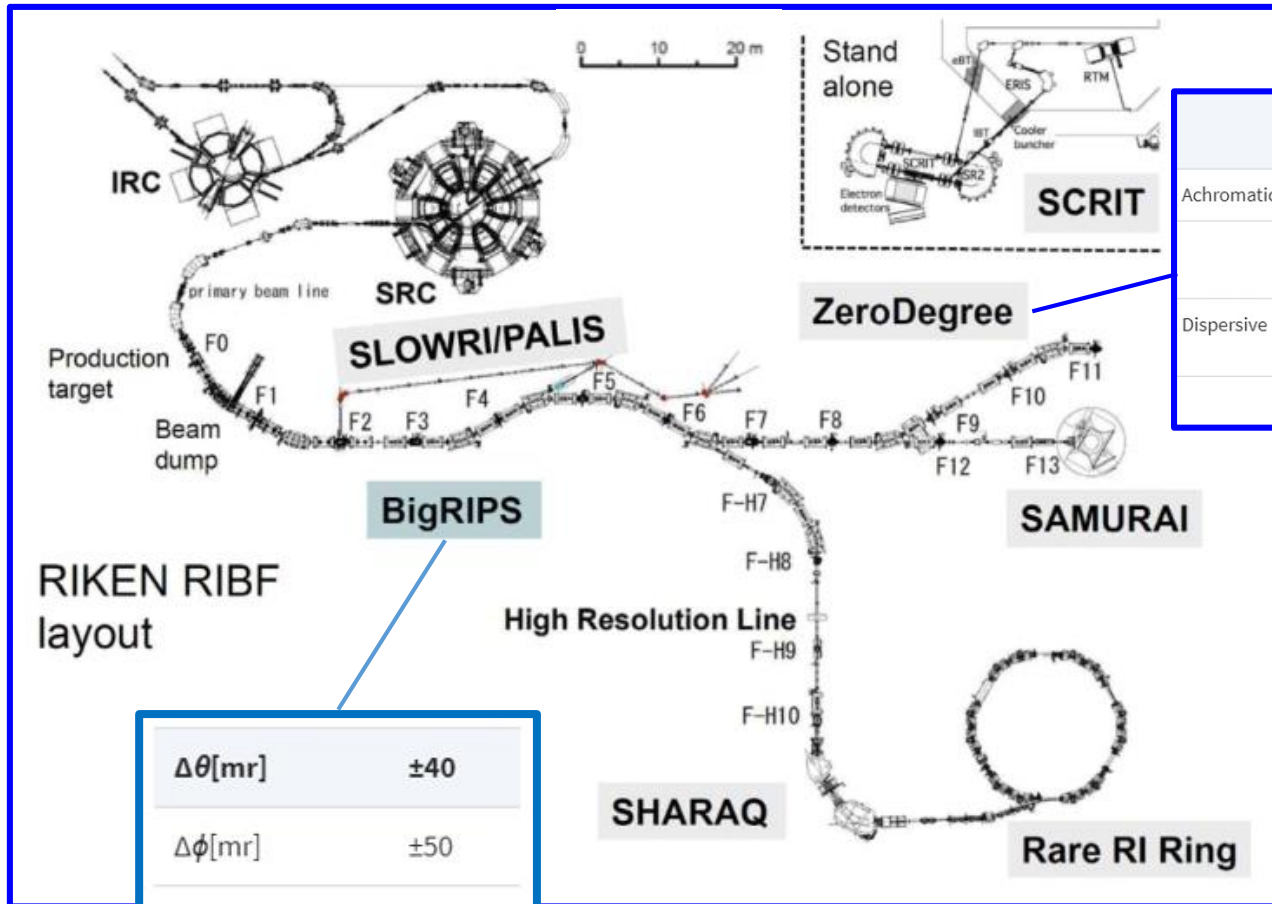 0 10 20 m
Stand
alone
eBT
ERIS
RTM
IBT
Cooler
buncher
SCRIT
SR2
Electron
detectors
SCRIT
IRC
SRC
primary beam line
Achromatic
Dispersive
ZeroDegree
SLOWRI/PALIS
Production
target
F0
F1
Beam
dump
F2
F3
F4
F5
F6
F7
F8
F9
F10
F11
F12
F13
BigRIPS
SAMURAI
F-H7
F-H8
RIKEN RIBF
layout
High Resolution Line
F-H9
F-H10
SHARAQ
Rare RI Ring
Δθ[mr] ±40
Δϕ[mr] ±50